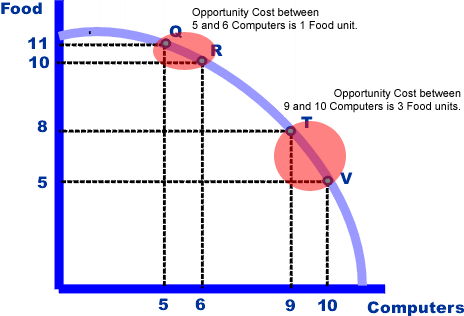 Food
Opportunity Cost between
5 and 6 Computers is 1 Food unit.
Q
11
R
10
Opportunity Cost between
9 and 10 Computers is 3 Food units.
T
8
V
5
5 6 9 10
Computers